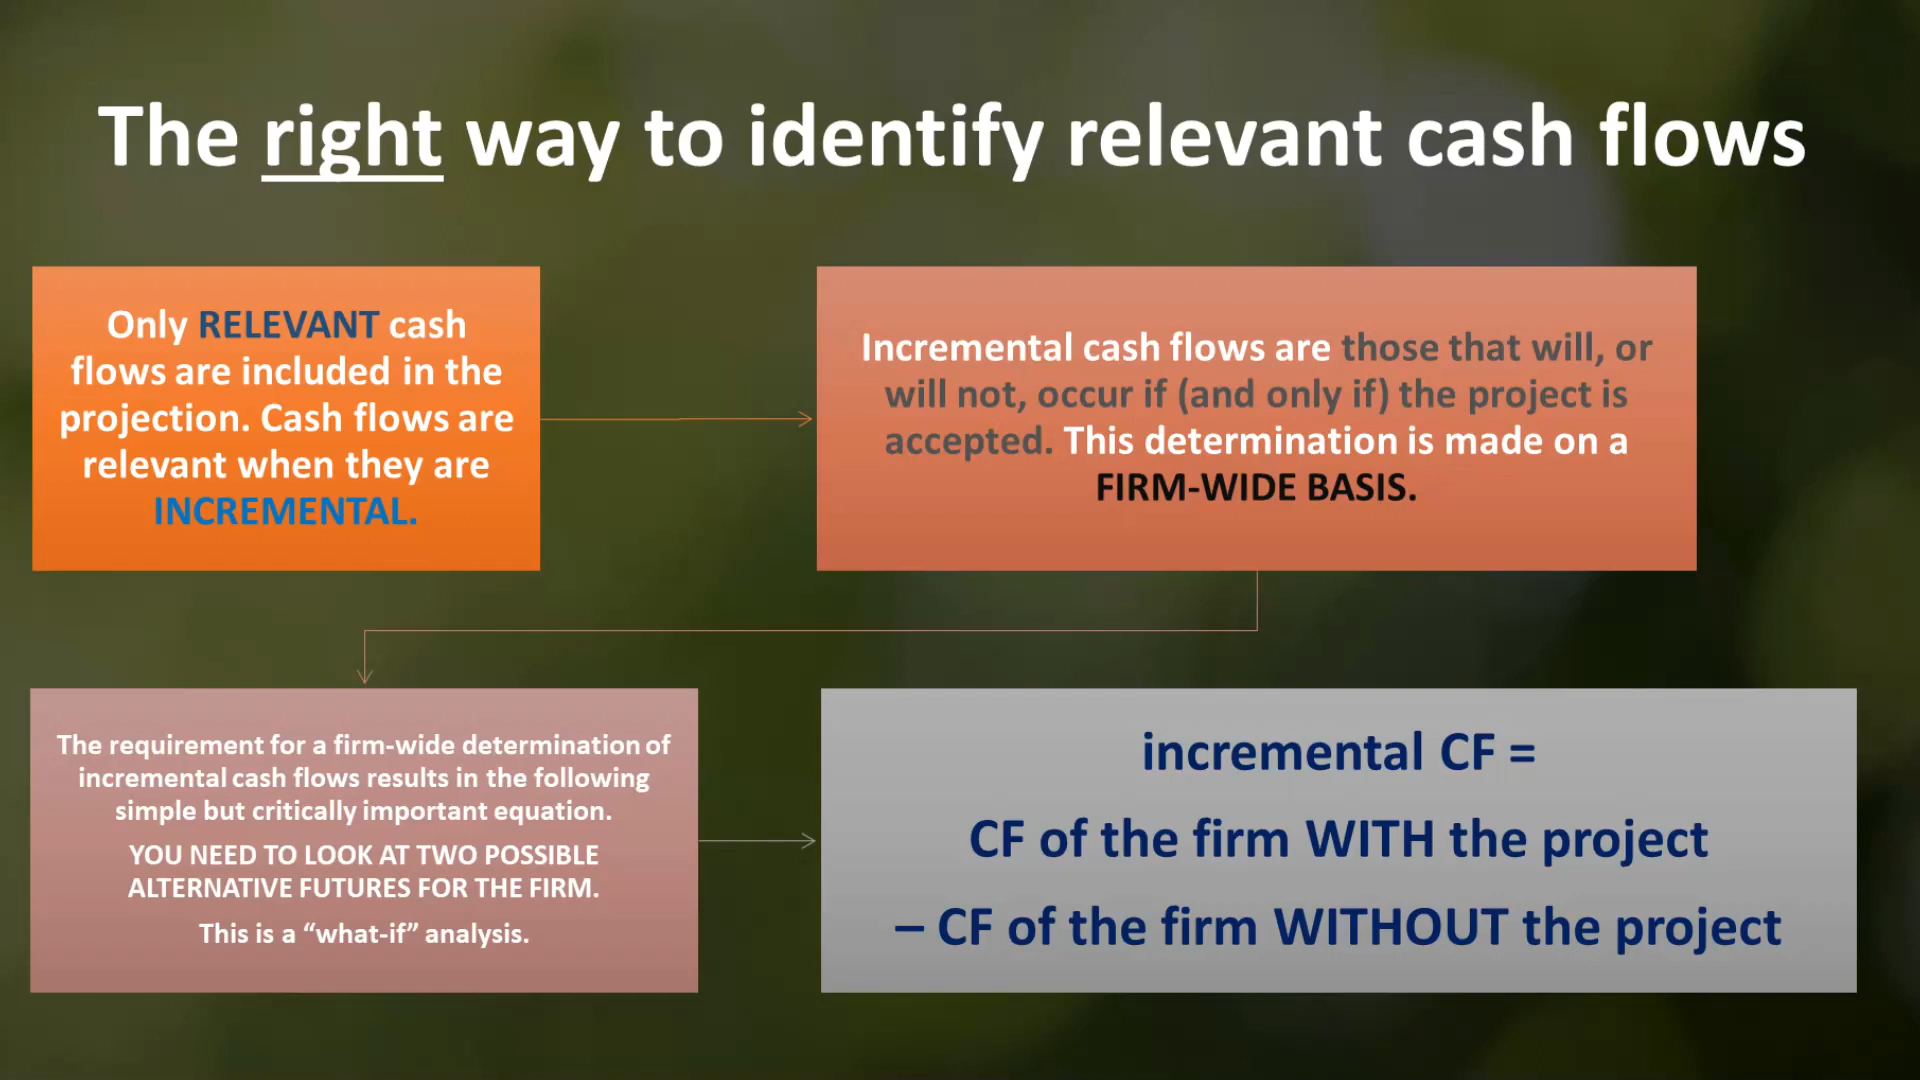 The right way to identify relevant cash flows
Only RELEVANT cash
flows are included in the
projection. Cash flows are
relevant when they are
INCREMENTAL.
Incremental cash flows are those that will, or
will not, occur if (and only if) the project is
accepted. This determination is made on a
FIRM-WIDE BASIS.
The requirement for a firm-wide determination of
incremental cash flows results in the following
simple but critically important equation.
YOU NEED TO LOOK AT TWO POSSIBLE
ALTERNATIVE FUTURES FOR THE FIRM.
This is a “what-if” analysis.
incremental CF =
CF of the firm WITH the project
– CF of the firm WITHOUT the project